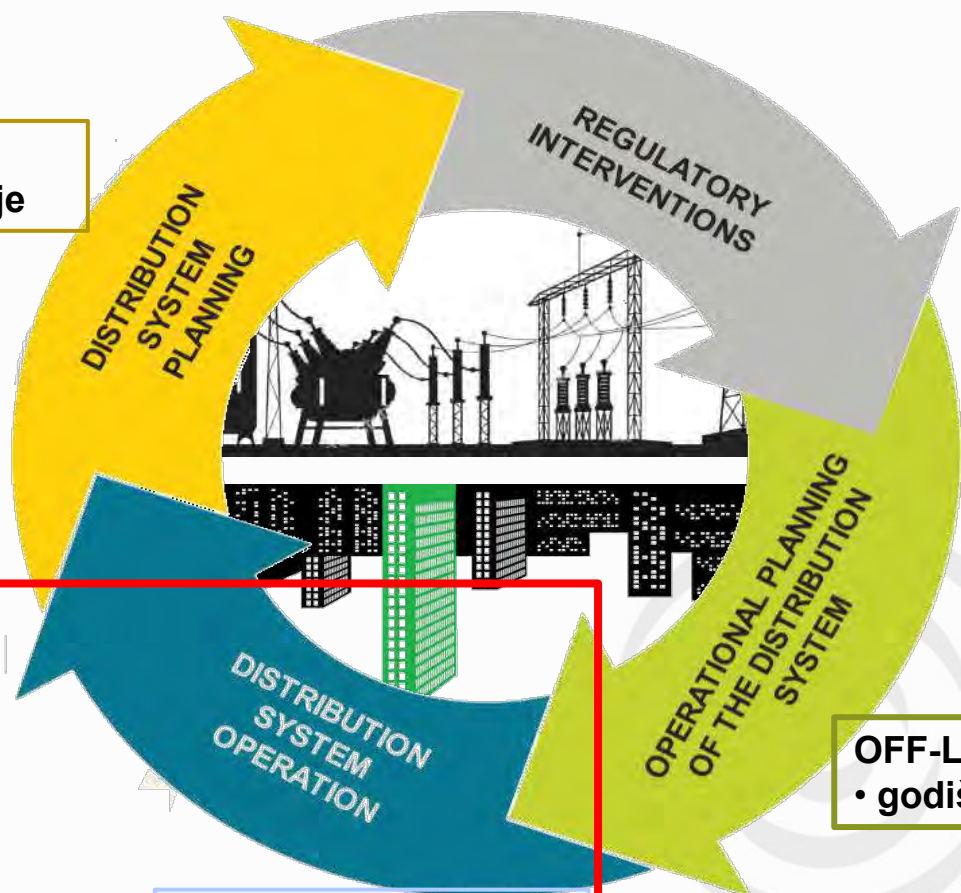 REGULATORY
INTERVENTIONS
DISTRIBUTION
SYSTEM
PLANNING
OPERATIONAL PLANNING
OF THE DISTRIBUTION
SYSTEM
DISTRIBUTION
SYSTEM
OPERATION
je
OFF-L
• godiš